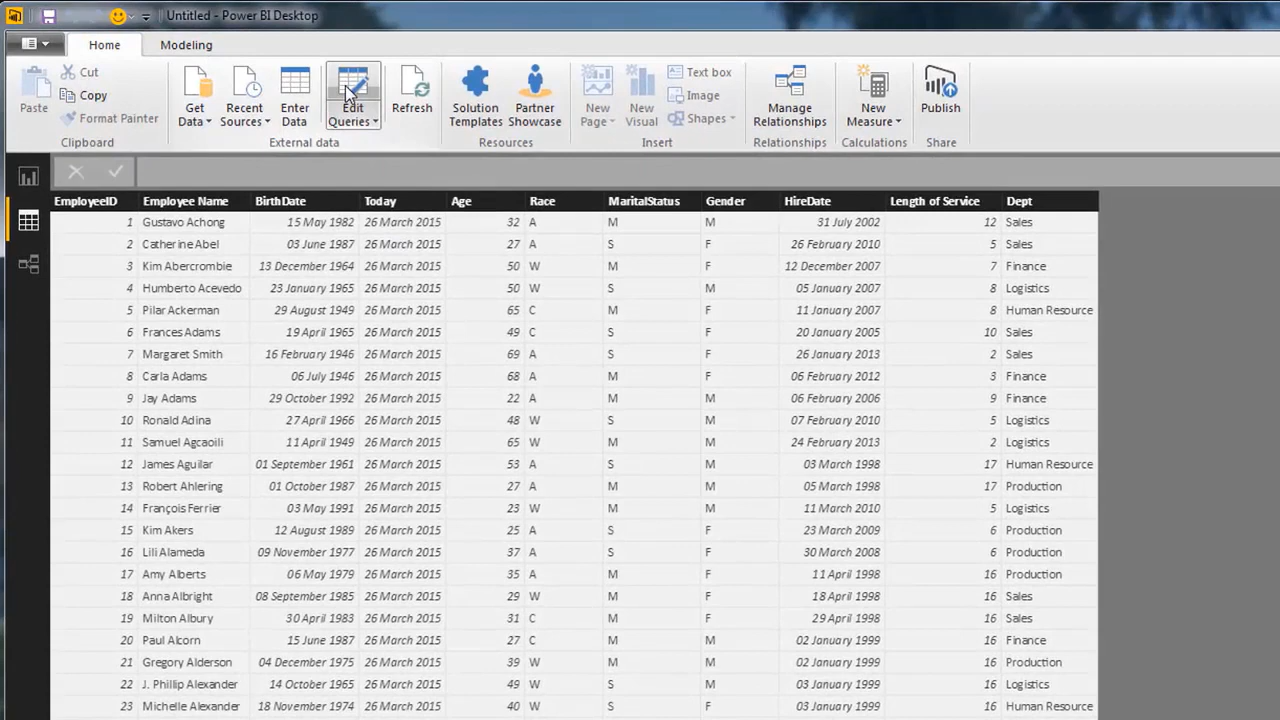 Untitled - Power BI Desktop
Home Modeling
Paste
Cut
Copy
Format Painter
Clipboard
Get Data
Recent Sources
Enter Data
Edit Queries
Refresh
External data
Solution Templates
Partner Showcase
Resources
New Page
New Visual
Text box
Image
Shapes
Insert
Manage Relationships
Relationships
New Measure
Calculations
Publish
Share
EmployeeID Employee Name BirthDate Today Age Race MaritalStatus Gender HireDate Length of Service Dept
1 Gustavo Achong 15 May 1982 26 March 2015 32 A M M 31 July 2002 12 Sales
2 Catherine Abel 03 June 1987 26 March 2015 27 A S F 26 February 2010 5 Sales
3 Kim Abercrombie 13 December 1964 26 March 2015 50 W M F 12 December 2007 7 Finance
4 Humberto Acevedo 23 January 1965 26 March 2015 50 W S M 05 January 2007 8 Logistics
5 Pilar Ackerman 29 August 1949 26 March 2015 65 C M F 11 January 2007 8 Human Resource
6 Frances Adams 19 April 1965 26 March 2015 49 C S F 20 January 2005 10 Sales
7 Margaret Smith 16 February 1946 26 March 2015 69 A S F 26 January 2013 2 Sales
8 Carla Adams 06 July 1946 26 March 2015 68 A M F 06 February 2012 3 Finance
9 Jay Adams 29 October 1992 26 March 2015 22 A M M 06 February 2006 9 Finance
10 Ronald Adina 27 April 1966 26 March 2015 48 W S M 07 February 2010 5 Logistics
11 Samuel Agcaoili 11 April 1949 26 March 2015 65 W M M 24 February 2013 2 Logistics
12 James Aguilar 01 September 1961 26 March 2015 53 A S M 03 March 1998 17 Human Resource
13 Robert Ahlering 01 October 1987 26 March 2015 27 A M M 05 March 1998 17 Production
14 François Ferrier 03 May 1991 26 March 2015 23 W M M 11 March 2010 5 Logistics
15 Kim Akers 12 August 1989 26 March 2015 25 A S F 23 March 2009 6 Production
16 Lili Alameda 09 November 1977 26 March 2015 37 A S F 30 March 2008 6 Production
17 Amy Alberts 06 May 1979 26 March 2015 35 A M F 11 April 1998 16 Production
18 Anna Albright 08 September 1985 26 March 2015 29 W M F 18 April 1998 16 Sales
19 Milton Albury 30 April 1983 26 March 2015 31 C M F 29 April 1998 16 Sales
20 Paul Alcorn 15 June 1987 26 March 2015 27 C M M 02 January 1999 16 Finance
21 Gregory Alderson 04 December 1975 26 March 2015 39 W M M 02 January 1999 16 Production
22 J. Phillip Alexander 14 October 1965 26 March 2015 49 W S M 03 January 1999 16 Logistics
23 Michelle Alexander 18 November 1974 26 March 2015 40 W S F 03 January 1999 16 Human Resource